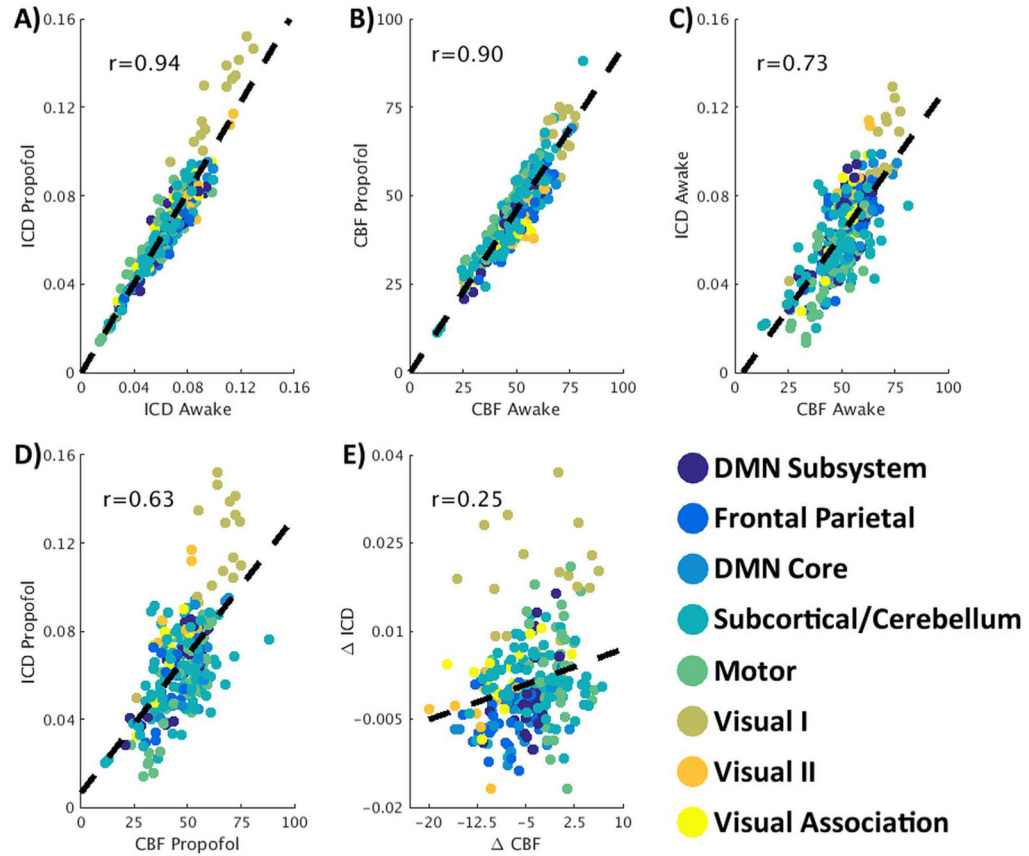 A)
r=0.94
0.16
0.12
0.08
0.04
0
ICD Propofol
0
0.04
0.08
0.12
0.16
ICD Awake
B)
r=0.90
100
75
50
25
0
CBF Propofol
0
25
50
75
100
CBF Awake
C)
r=0.73
0.16
0.12
0.08
0.04
0
ICD Awake
0
25
50
75
100
CBF Awake
D)
r=0.63
0.16
0.12
0.08
0.04
0
ICD Propofol
0
25
50
75
100
CBF Propofol
E)
r=0.25
0.04
0.025
0.01
−0.005
−0.02
Δ ICD
−20
−12.5
−5
2.5
10
Δ CBF
DMN Subsystem
Frontal Parietal
DMN Core
Subcortical/Cerebellum
Motor
Visual I
Visual II
Visual Association